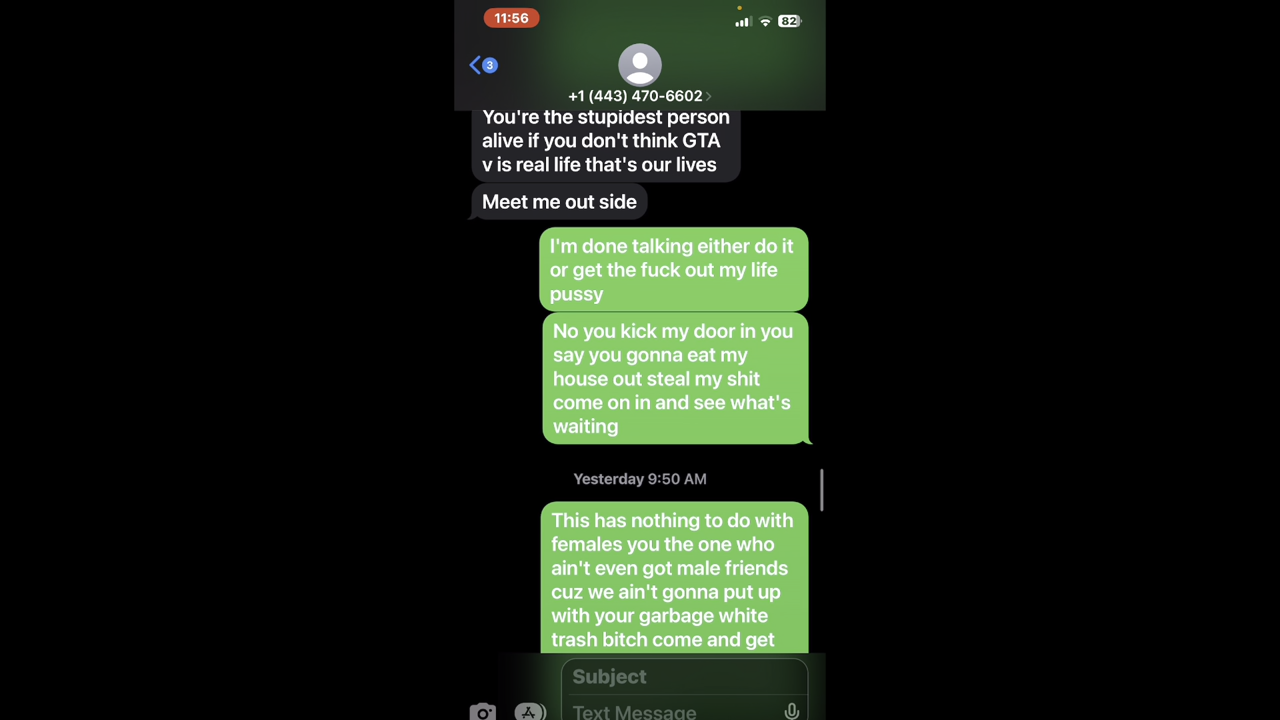 11:56
82
3
+1 (443) 470-6602
You're the stupidest person
alive if you don't think GTA
v is real life that's our lives
Meet me out side
I'm done talking either do it
or get the fuck out my life
pussy
No you kick my door in you
say you gonna eat my
house out steal my shit
come on in and see what's
waiting
Yesterday 9:50 AM
This has nothing to do with
females you the one who
ain't even got male friends
cuz we ain't gonna put up
with your garbage white
trash bitch come and get
Subject
Text Message